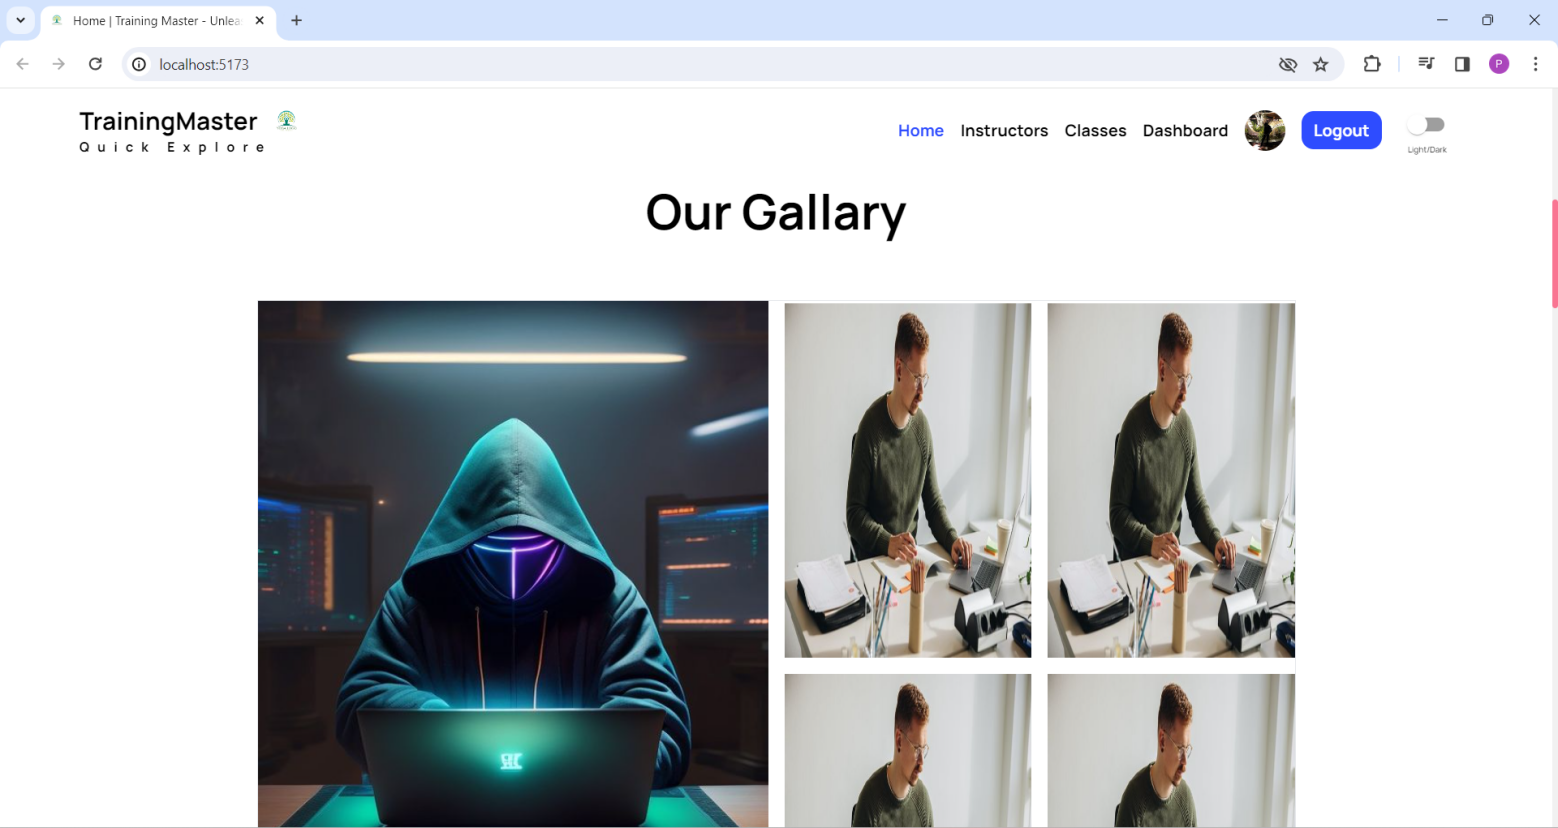 Home | Training Master - Unlea
localhost:5173
P
TrainingMaster
Quick Explore
Home Instructors Classes Dashboard Logout
Light/Dark
Our Gallary